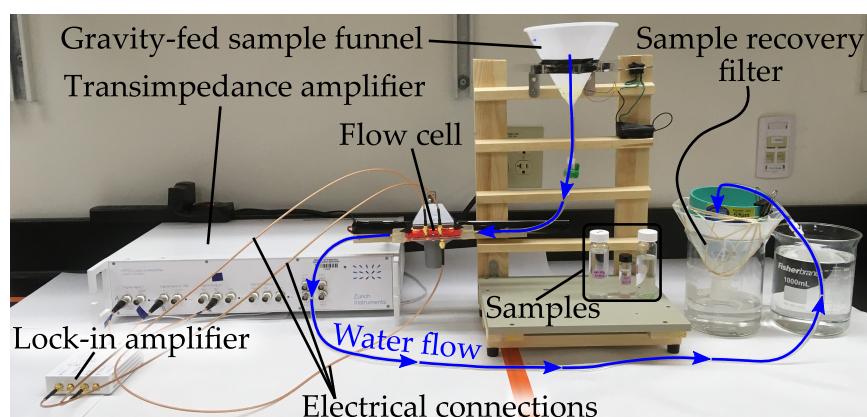 Gravity-fed sample funnel
Transimpedance amplifier
Flow cell
Sample recovery
filter
Samples
Lock-in amplifier
Water flow
Electrical connections
Zurich
Instruments
Fisherbrand
1000mL